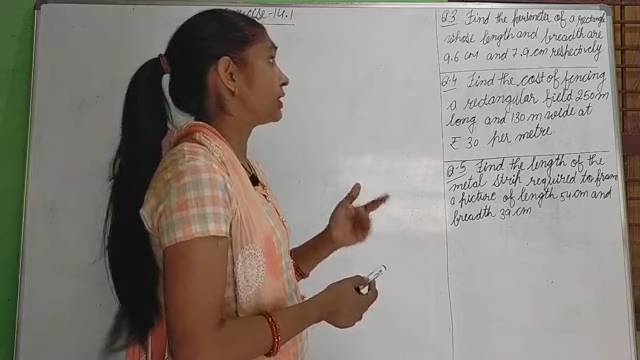 14.1
Q.3 Find the perimeter of a rectangle
whose length and breadth are
9.6 cm and 7.9 cm respectively
Q.4 Find the cost of fencing
a rectangular field 250m
long and 130 m wide at
₹ 30 per metre
Q.5 Find the length of the
metal strip required to frame
a picture of length 54cm and
breadth 39 cm